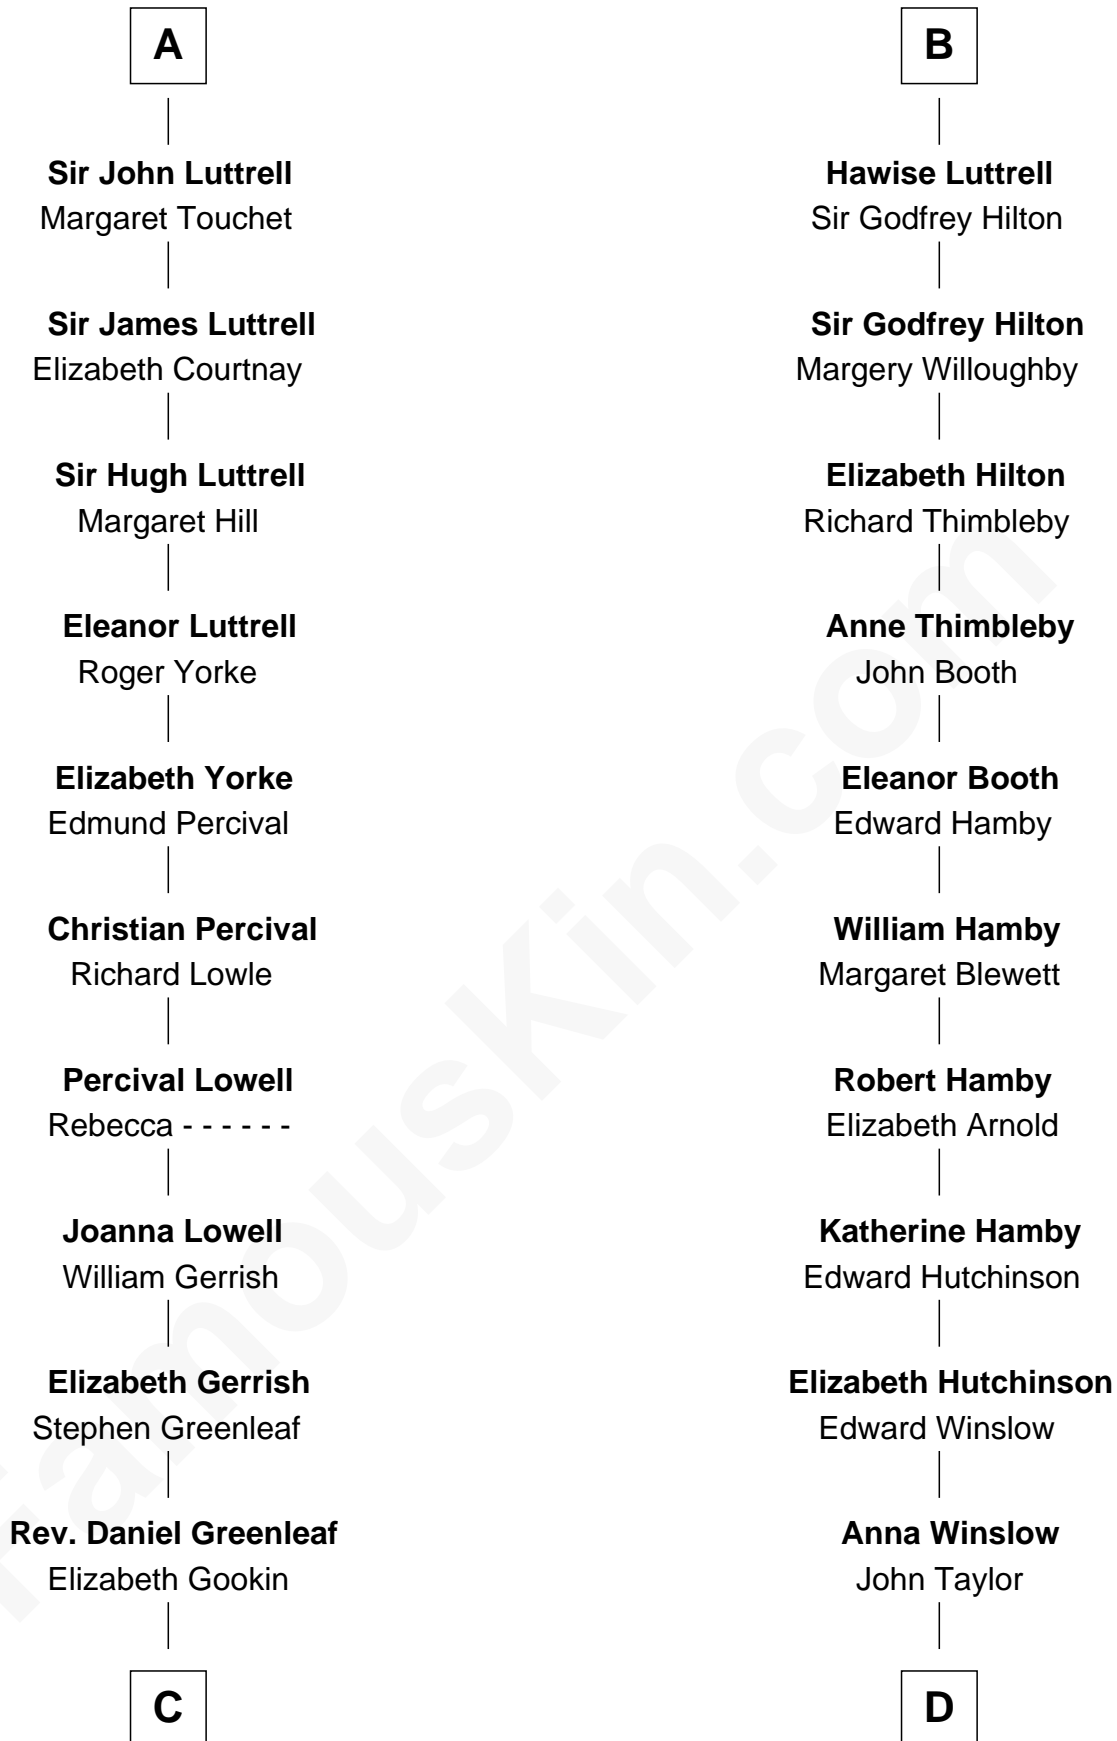 A
Sir John Luttrell
Margaret Touchet
Sir James Luttrell
Elizabeth Courtnay
Sir Hugh Luttrell
Margaret Hill
Eleanor Luttrell
Roger Yorke
Elizabeth Yorke
Edmund Percival
Christian Percival
Richard Lowle
Percival Lowell
Rebecca - - - - - -
Joanna Lowell
William Gerrish
Elizabeth Gerrish
Stephen Greenleaf
Rev. Daniel Greenleaf
Elizabeth Gookin
C
B
Hawise Luttrell
Sir Godfrey Hilton
Sir Godfrey Hilton
Margery Willoughby
Elizabeth Hilton
Richard Thimbleby
Anne Thimbleby
John Booth
Eleanor Booth
Edward Hamby
William Hamby
Margaret Blewett
Robert Hamby
Elizabeth Arnold
Katherine Hamby
Edward Hutchinson
Elizabeth Hutchinson
Edward Winslow
Anna Winslow
John Taylor
D
FamousKin.com